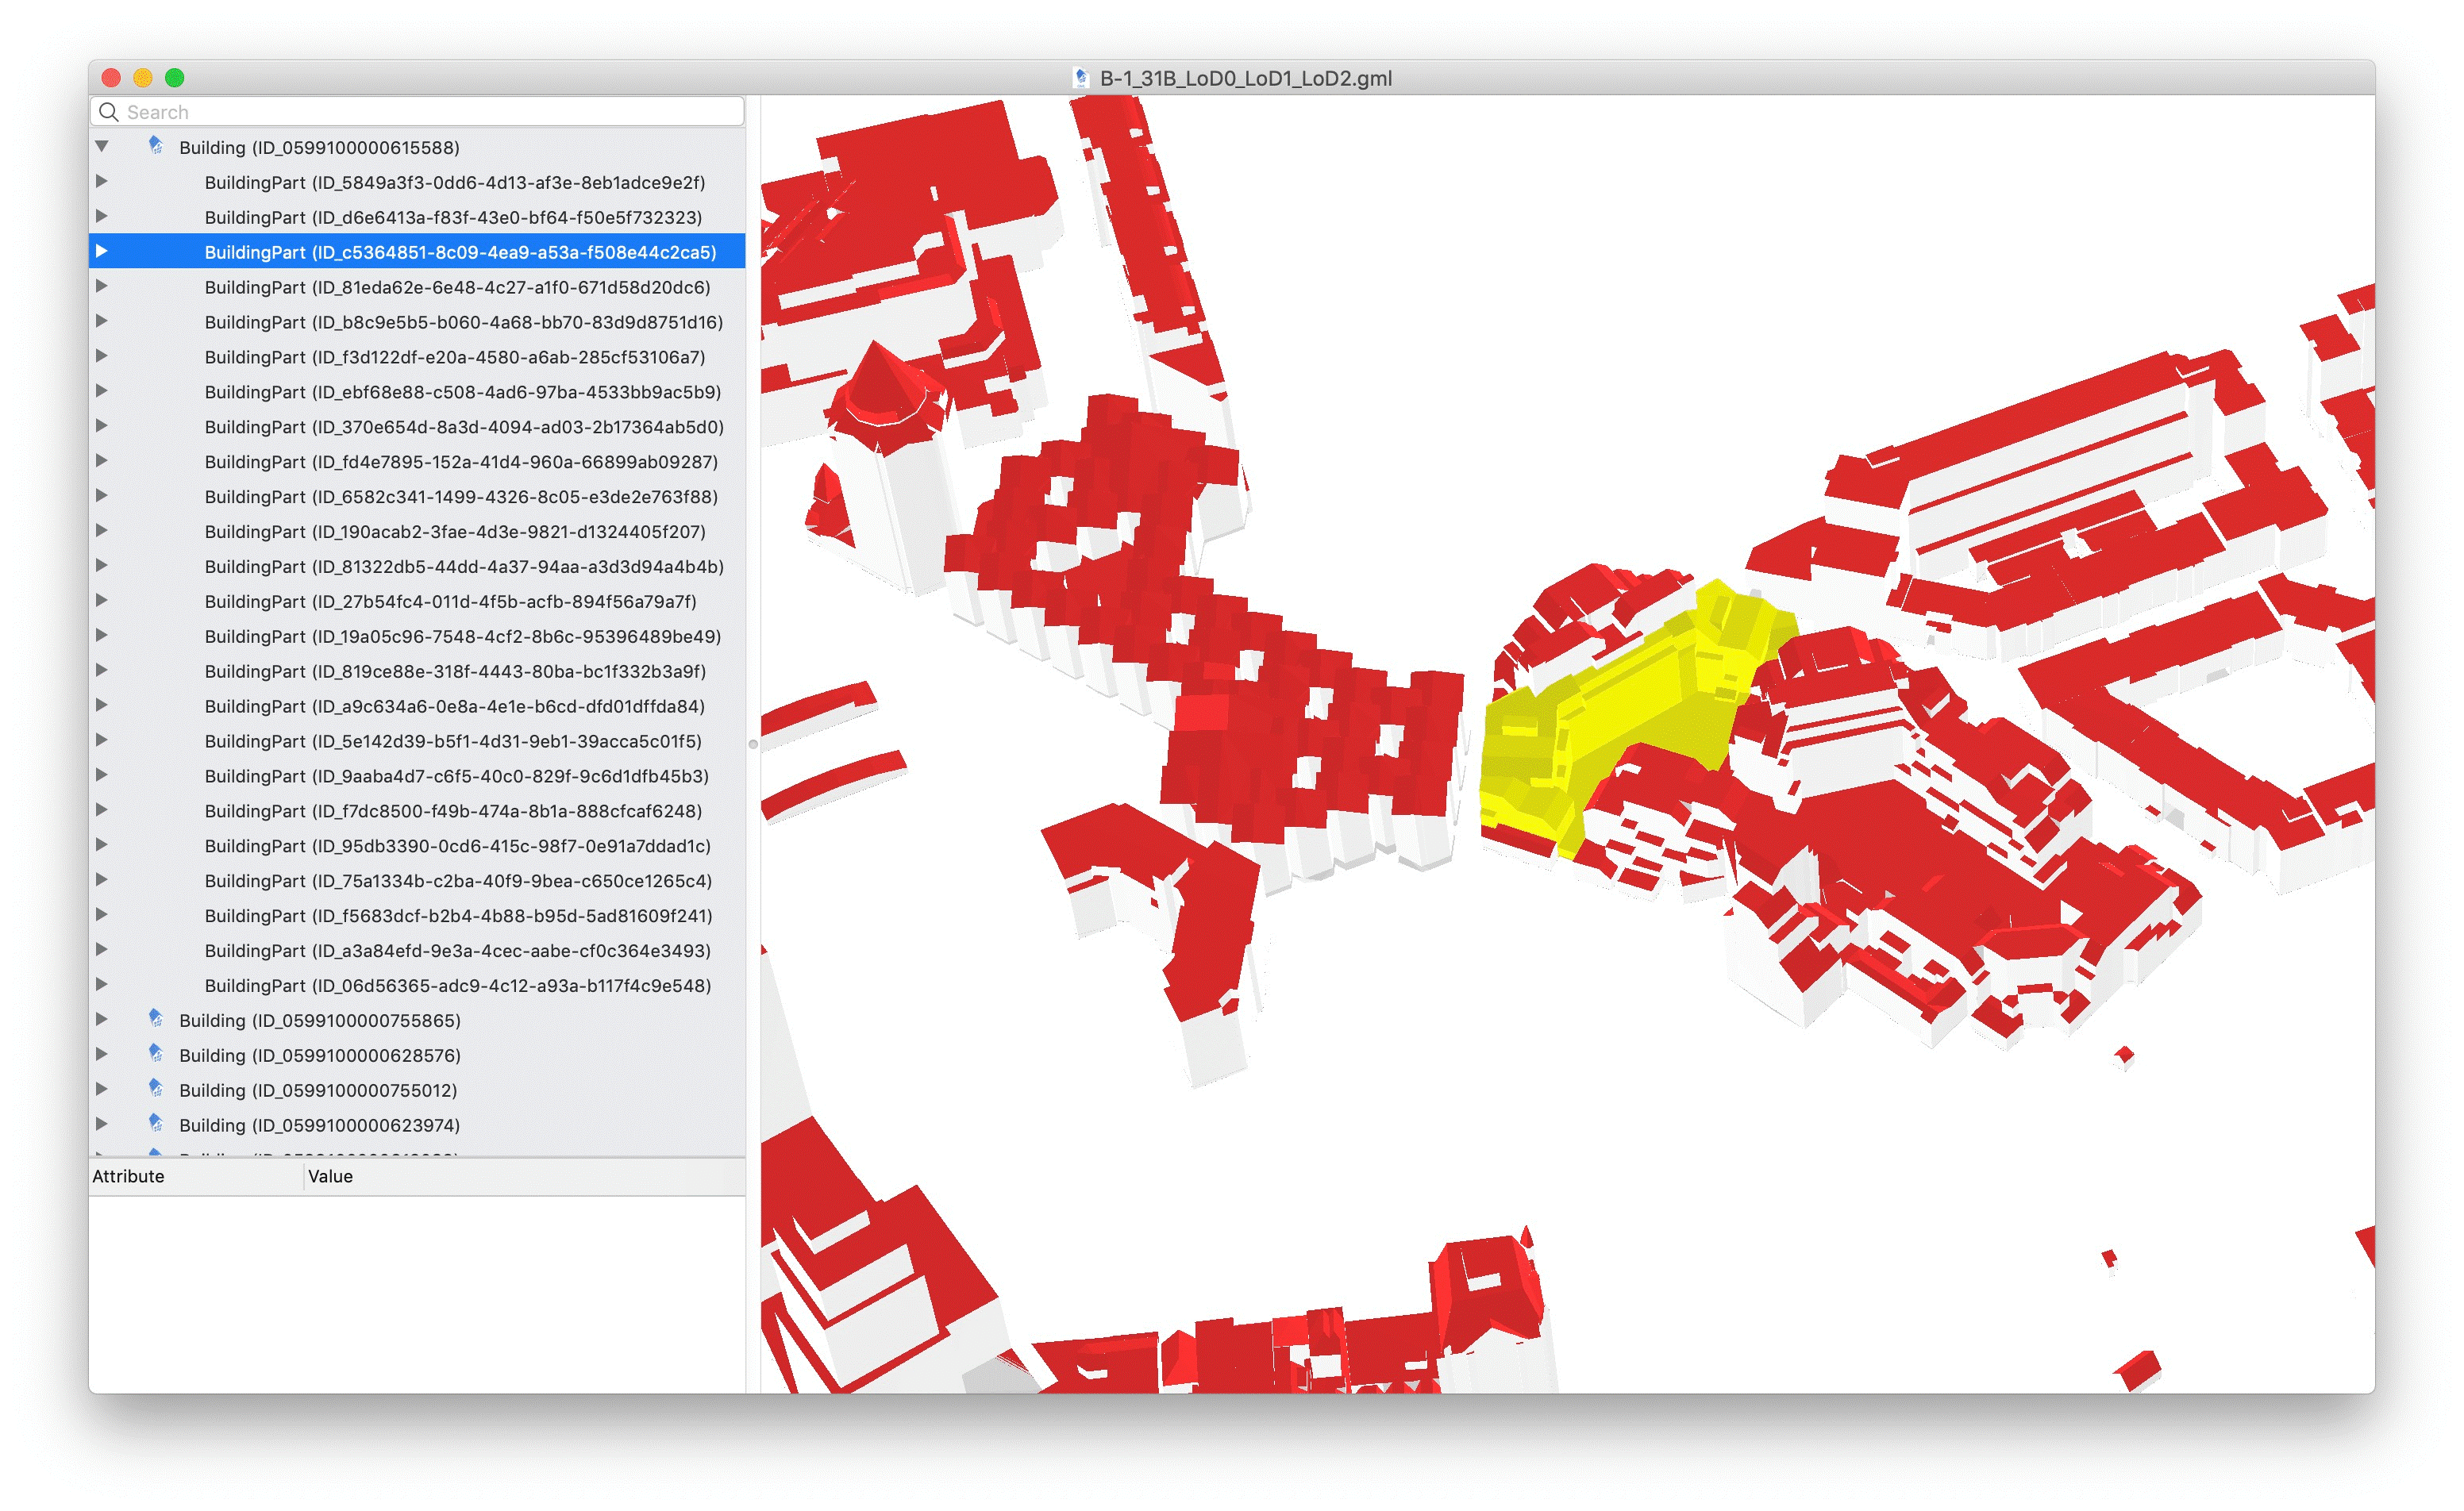 B-1_31B_LoD0_LoD1_LoD2.gml
Search
Building (ID_0599100000615588)
BuildingPart (ID_5849a3f3-0dd6-4d13-af3e-8eb1adce9e2f)
BuildingPart (ID_d6e6413a-f83f-43e0-bf64-f50e5f732323)
BuildingPart (ID_c5364851-8c09-4ea9-a53a-f508e44c2ca5)
BuildingPart (ID_81eda62e-6e48-4c27-a1f0-671d58d20dc6)
BuildingPart (ID_b8c9e5b5-b060-4a68-bb70-83d9d8751d16)
BuildingPart (ID_f3d122df-e20a-4580-a6ab-285cf53106a7)
BuildingPart (ID_ebf68e88-c508-4ad6-97ba-4533bb9ac5b9)
BuildingPart (ID_370e654d-8a3d-4094-ad03-2b17364ab5d0)
BuildingPart (ID_fd4e7895-152a-41d4-960a-66899ab09287)
BuildingPart (ID_6582c341-1499-4326-8c05-e3de2e763f88)
BuildingPart (ID_190acab2-3fae-4d3e-9821-d1324405f207)
BuildingPart (ID_81322db5-44dd-4a37-94aa-a3d3d94a4b4b)
BuildingPart (ID_27b54fc4-011d-4f5b-acfb-894f56a79a7f)
BuildingPart (ID_19a05c96-7548-4cf2-8b6c-95396489be49)
BuildingPart (ID_819ce88e-318f-4443-80ba-bc1f332b3a9f)
BuildingPart (ID_a9c634a6-0e8a-4e1e-b6cd-dfd01dffda84)
BuildingPart (ID_5e142d39-b5f1-4d31-9eb1-39acca5c01f5)
BuildingPart (ID_9aaba4d7-c6f5-40c0-829f-9c6d1dfb45b3)
BuildingPart (ID_f7dc8500-f49b-474a-8b1a-888cfcaf6248)
BuildingPart (ID_95db3390-0cd6-415c-98f7-0e91a7ddad1c)
BuildingPart (ID_75a1334b-c2ba-40f9-9bea-c650ce1265c4)
BuildingPart (ID_f5683dcf-b2b4-4b88-b95d-5ad81609f241)
BuildingPart (ID_a3a84efd-9e3a-4cec-aabe-cf0c364e3493)
BuildingPart (ID_06d56365-adc9-4c12-a93a-b117f4c9e548)
Building (ID_0599100000755865)
Building (ID_0599100000628576)
Building (ID_0599100000755012)
Building (ID_0599100000623974)
Attribute Value